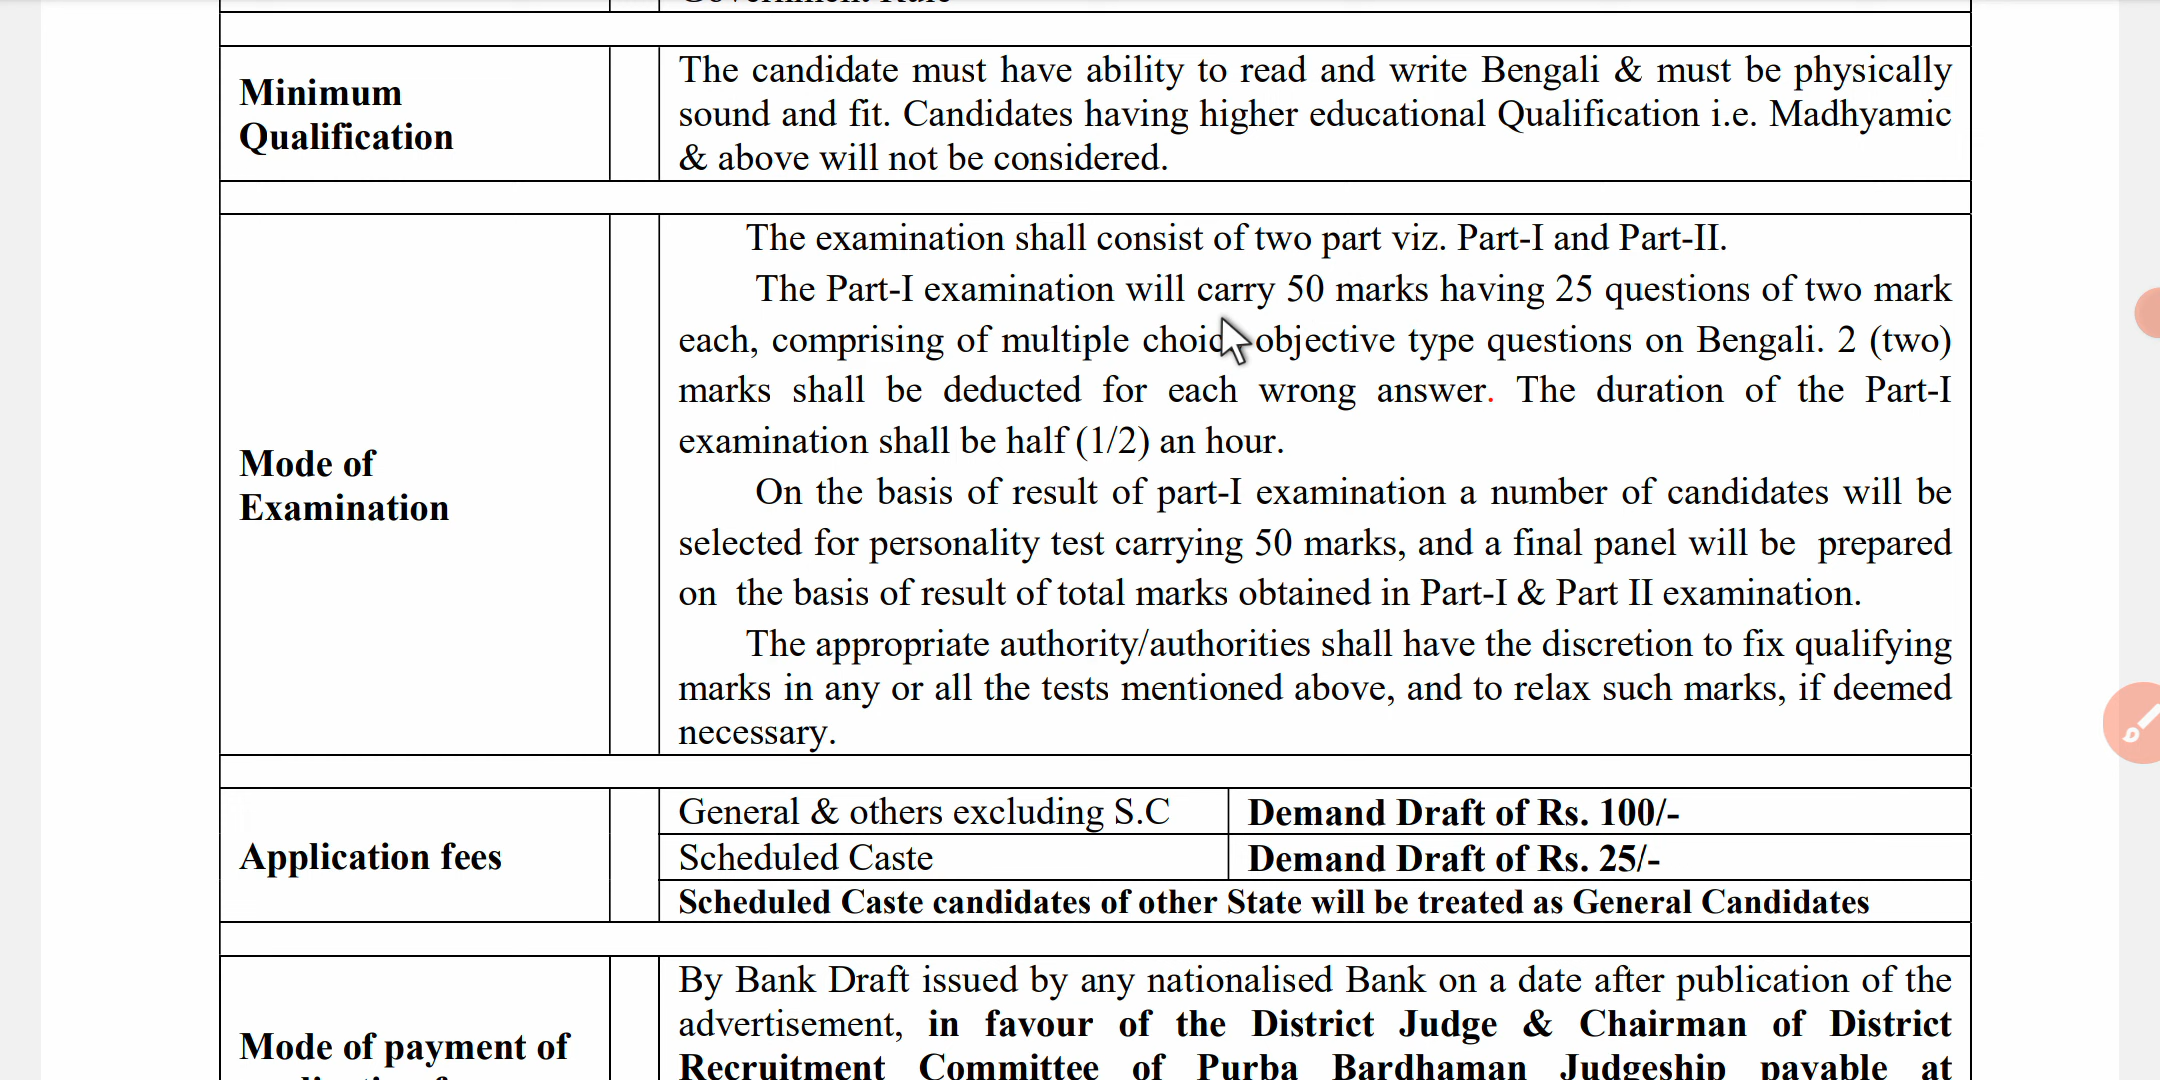 Government Rule
Minimum
Qualification
The candidate must have ability to read and write Bengali & must be physically
sound and fit. Candidates having higher educational Qualification i.e. Madhyamic
& above will not be considered.
Mode of
Examination
The examination shall consist of two part viz. Part-I and Part-II.
The Part-I examination will carry 50 marks having 25 questions of two mark
each, comprising of multiple choice objective type questions on Bengali. 2 (two)
marks shall be deducted for each wrong answer. The duration of the Part-I
examination shall be half (1/2) an hour.
On the basis of result of part-I examination a number of candidates will be
selected for personality test carrying 50 marks, and a final panel will be prepared
on the basis of result of total marks obtained in Part-I & Part II examination.
The appropriate authority/authorities shall have the discretion to fix qualifying
marks in any or all the tests mentioned above, and to relax such marks, if deemed
necessary.
Application fees
General & others excluding S.C
Demand Draft of Rs. 100/-
Scheduled Caste
Demand Draft of Rs. 25/-
Scheduled Caste candidates of other State will be treated as General Candidates
Mode of payment of
By Bank Draft issued by any nationalised Bank on a date after publication of the
advertisement, in favour of the District Judge & Chairman of District
Recruitment Committee of Purba Bardhaman Judgeship payable at